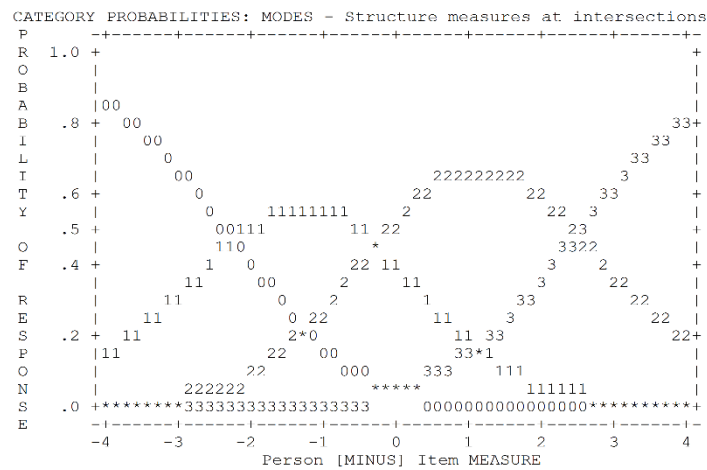 CATEGORY PROBABILITIES: MODES - Structure measures at intersections
P         -+---------+---------+---------+---------+---------+---------+---------+---------+-
R  1.0 +                                                                                  +
O      |                                                                                  |
B      |                                                                                  |
A      |00                                                                                |
B   .8 +  00                                                                            33+
I      |     00                                                                    33     |
L      |        0                                                               33        |
I      |         00                                  222222222             3          |
T   .6 +            0                             22             22       33           +
Y      |             0        11111111111       2                  22   3             |
    .5 +              00111            11 22                         23               +
O      |              110                 *                         3322              |
F   .4 +             1    0             22 11                      3      2            +
       |          11       00          2     11                  3         22          |
R      |       11            0      2          1              33             22        |
E      |    11                0 22               11       3                    22     |
S   .2 + 11                   2*0                   11 33                         22+
P      |11                  22     00                33*1                             |
O      |                 22          000        333       111                         |
N      |        222222                   *****               111111                   |
S   .0 +********33333333333333333333333333       00000000000000000000000***************+
E         -+---------+---------+---------+---------+---------+---------+---------+---------+-
-4 -3 -2 -1 0 1 2 3 4
Person [MINUS] Item MEASURE